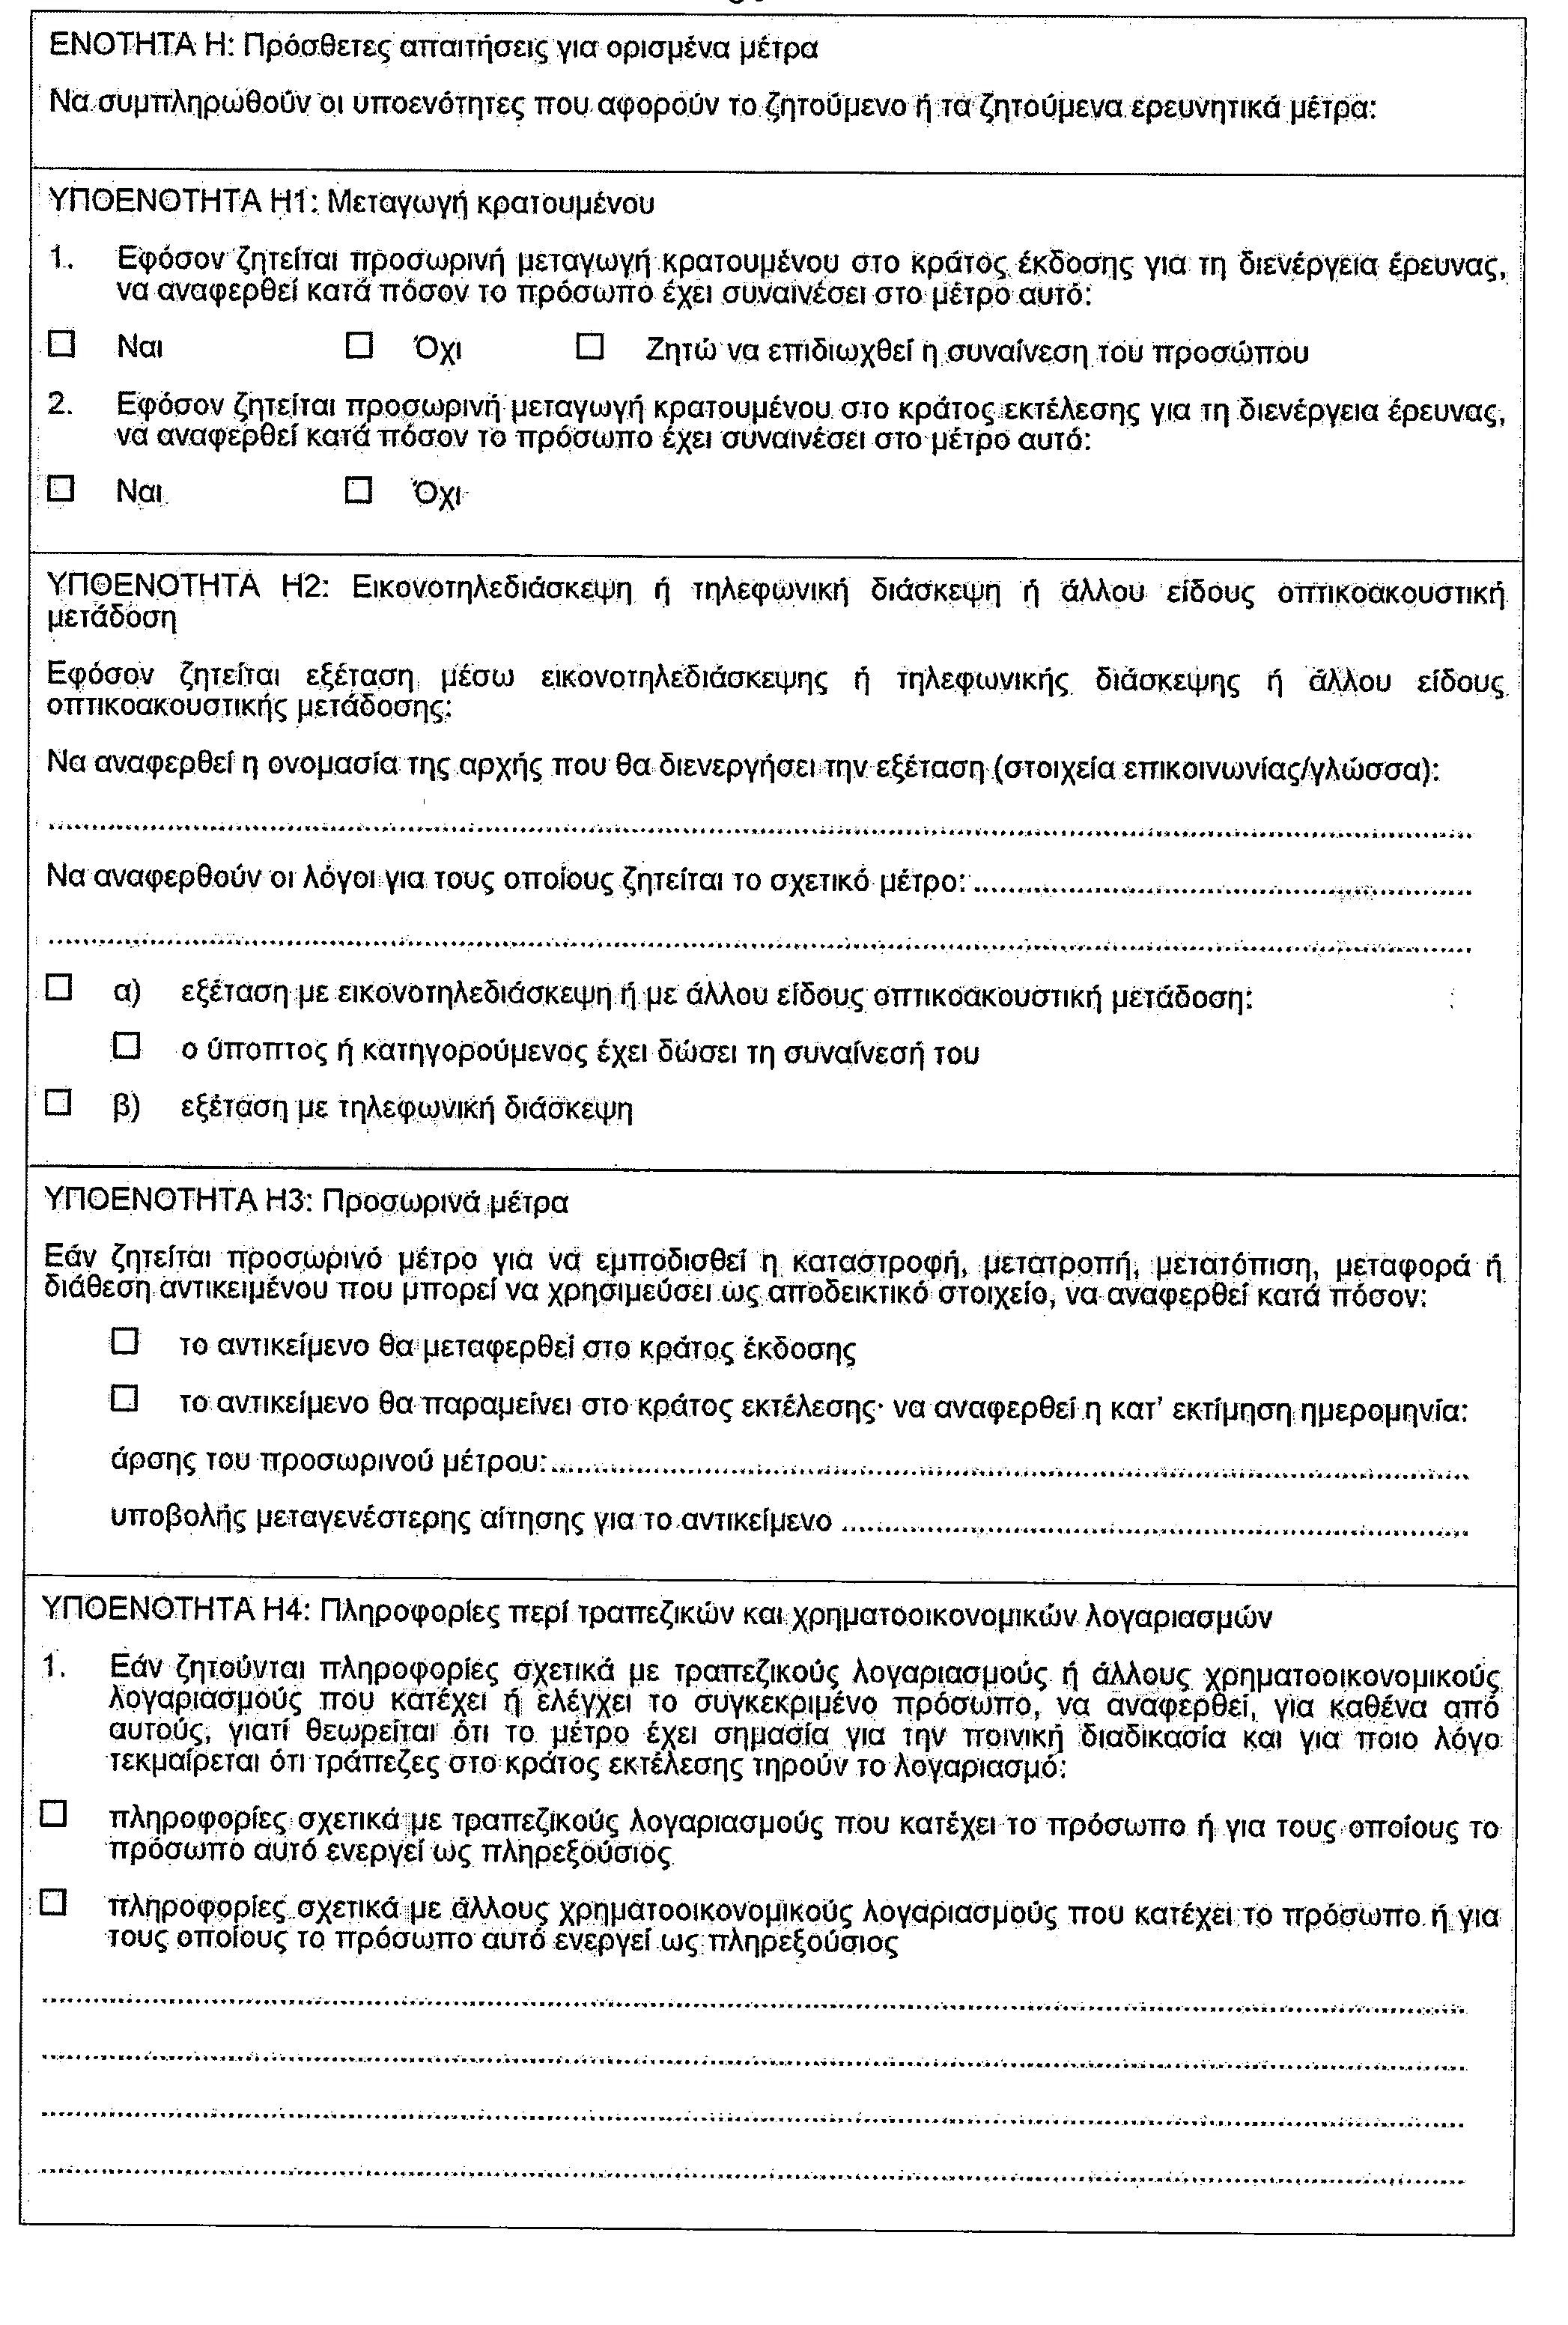 ΕΝΟΤΗΤΑ Η: Πρόσθετες απαιτήσεις για ορισμένα μέτρα
Να συμπληρωθούν οι υποενότητες που αφορούν το ζητούμενο ή τα ζητούμενα ερευνητικά μέτρα:
ΥΠΟΕΝΟΤΗΤΑ Η1: Μεταγωγή κρατουμένου
1. Εφόσον ζητείται προσωρινή μεταγωγή κρατουμένου στο κράτος έκδοσης για τη διενέργεια έρευνας,
να αναφερθεί κατά πόσον το πρόσωπο έχει συναινέσει στο μέτρο αυτό:
☐ Ναι ☐ Όχι ☐ Ζητώ να επιδιωχθεί η συναίνεση του προσώπου
2. Εφόσον ζητείται προσωρινή μεταγωγή κρατουμένου στο κράτος εκτέλεσης για τη διενέργεια έρευνας,
να αναφερθεί κατά πόσον το πρόσωπο έχει συναινέσει στο μέτρο αυτό:
☐ Ναι ☐ Όχι
ΥΠΟΕΝΟΤΗΤΑ Η2: Εικονοτηλεδιάσκεψη ή τηλεφωνική διάσκεψη ή άλλου είδους οπτικοακουστική
μετάδοση
Εφόσον ζητείται εξέταση μέσω εικονοτηλεδιάσκεψης ή τηλεφωνικής διάσκεψης ή άλλου είδους
οπτικοακουστικής μετάδοσης:
Να αναφερθεί η ονομασία της αρχής που θα διενεργήσει την εξέταση (στοιχεία επικοινωνίας/γλώσσα):
..........................................................................................
Να αναφερθούν οι λόγοι για τους οποίους ζητείται το σχετικό μέτρο: ..............................
..........................................................................................
☐ α) εξέταση με εικονοτηλεδιάσκεψη ή με άλλου είδους οπτικοακουστική μετάδοση:
☐ ο ύποπτος ή κατηγορούμενος έχει δώσει τη συναίνεσή του
☐ β) εξέταση με τηλεφωνική διάσκεψη
ΥΠΟΕΝΟΤΗΤΑ Η3: Προσωρινά μέτρα
Εάν ζητείται προσωρινό μέτρο για να εμποδισθεί η καταστροφή, μετατροπή, μετατόπιση, μεταφορά ή
διάθεση αντικειμένου που μπορεί να χρησιμεύσει ως αποδεικτικό στοιχείο, να αναφερθεί κατά πόσον:
☐ το αντικείμενο θα μεταφερθεί στο κράτος έκδοσης
☐ το αντικείμενο θα παραμείνει στο κράτος εκτέλεσης· να αναφερθεί η κατ' εκτίμηση ημερομηνία:
άρσης του προσωρινού μέτρου:..............................
υποβολής μεταγενέστερης αίτησης για το αντικείμενο ..............................
ΥΠΟΕΝΟΤΗΤΑ Η4: Πληροφορίες περί τραπεζικών και χρηματοοικονομικών λογαριασμών
1. Εάν ζητούνται πληροφορίες σχετικά με τραπεζικούς λογαριασμούς ή άλλους χρηματοοικονομικούς
λογαριασμούς που κατέχει ή ελέγχει το συγκεκριμένο πρόσωπο, να αναφερθεί, για καθένα από
αυτούς, γιατί θεωρείται ότι το μέτρο έχει σημασία για την ποινική διαδικασία και για ποιο λόγο
τεκμαίρεται ότι τράπεζες στο κράτος εκτέλεσης τηρούν το λογαριασμό:
☐ πληροφορίες σχετικά με τραπεζικούς λογαριασμούς που κατέχει το πρόσωπο ή για τους οποίους το
πρόσωπο αυτό ενεργεί ως πληρεξούσιος
☐ πληροφορίες σχετικά με άλλους χρηματοοικονομικούς λογαριασμούς που κατέχει το πρόσωπο ή για
τους οποίους το πρόσωπο αυτό ενεργεί ως πληρεξούσιος
..........................................................................................
..........................................................................................
..........................................................................................
..........................................................................................